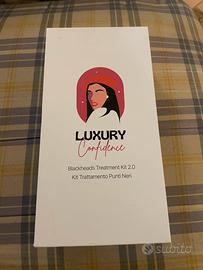 LUXURY
Confidence
Blackheads Treatment Kit 2.0
Kit Trattamento Punti Neri
subito